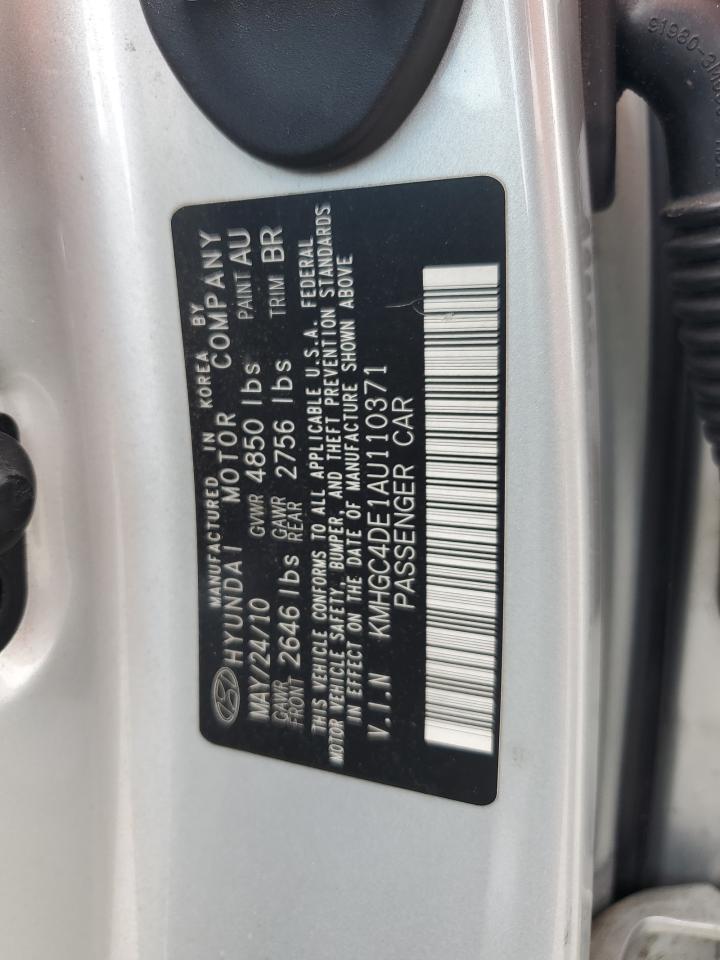 MANUFACTURED IN KOREA BY
HYUNDAI MOTOR COMPANY
MAY/24/10 GVWR 4850 lbs PAINT AU
GAWR FRONT 2646 lbs GAWR REAR 2756 lbs TRIM BR
THIS VEHICLE CONFORMS TO ALL APPLICABLE U.S.A. FEDERAL
MOTOR VEHICLE SAFETY, BUMPER, AND THEFT PREVENTION STANDARDS
IN EFFECT ON THE DATE OF MANUFACTURE SHOWN ABOVE
V.I.N KMHGC4DE1AU110371
PASSENGER CAR